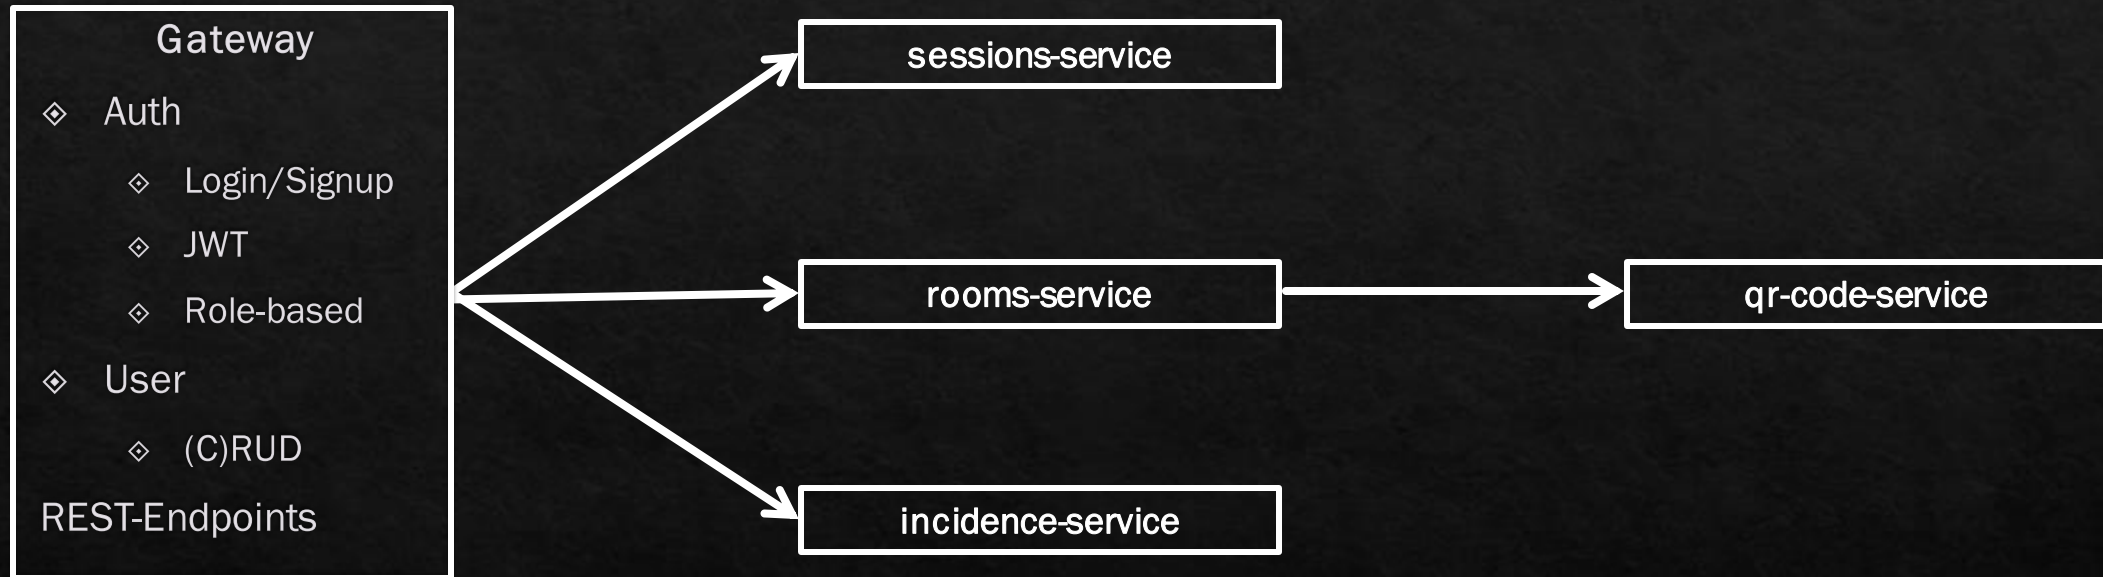 Gateway
Auth
Login/Signup
JWT
Role-based
User
(C)RUD
REST-Endpoints
sessions-service
rooms-service
qr-code-service
incidence-service